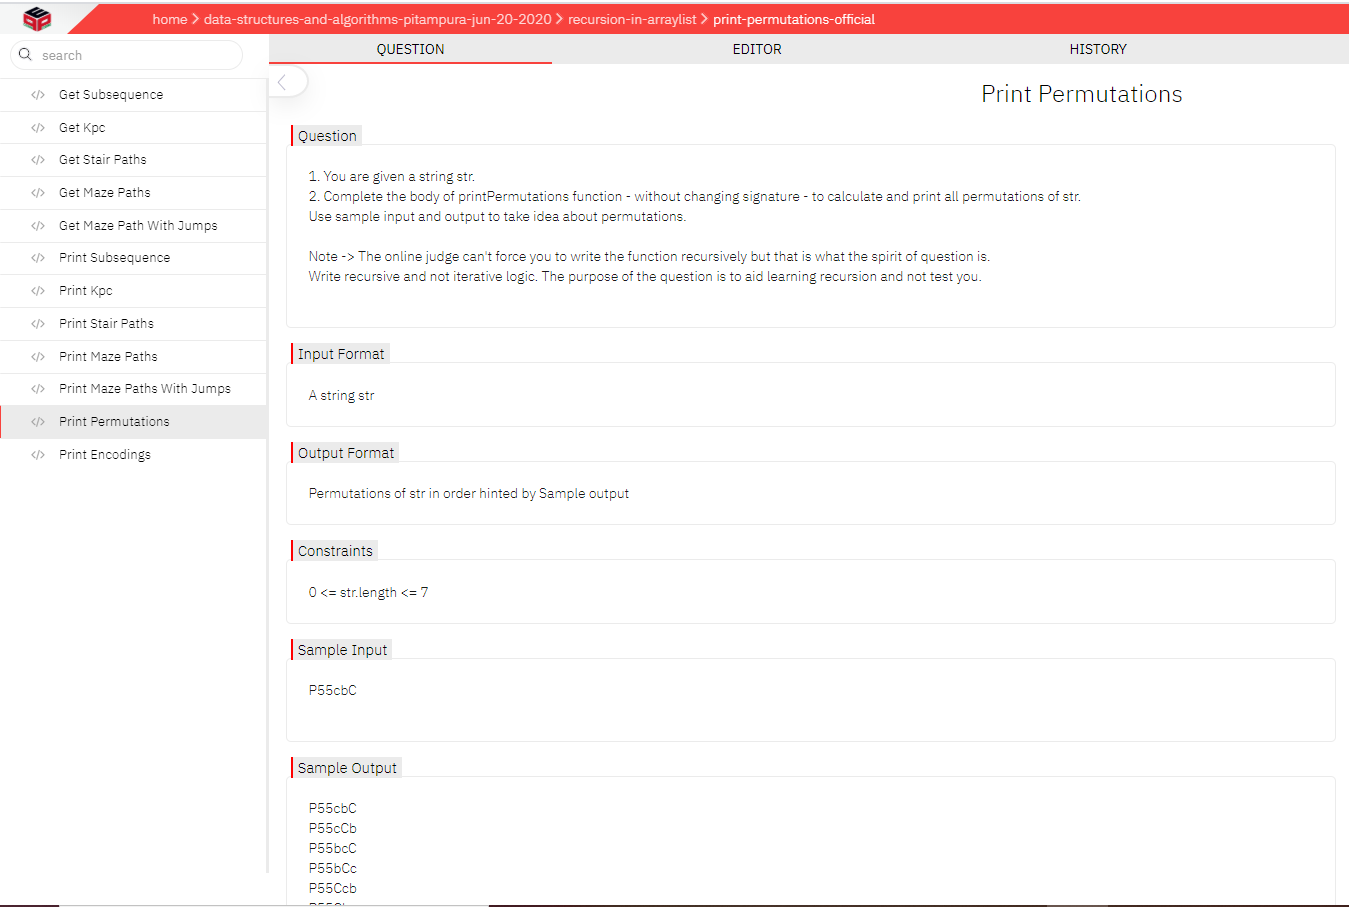 home > data-structures-and-algorithms-pitampura-jun-20-2020 > recursion-in-arraylist > print-permutations-official
search
QUESTION EDITOR HISTORY
</> Get Subsequence
</> Get Kpc
</> Get Stair Paths
</> Get Maze Paths
</> Get Maze Path With Jumps
</> Print Subsequence
</> Print Kpc
</> Print Stair Paths
</> Print Maze Paths
</> Print Maze Paths With Jumps
</> Print Permutations
</> Print Encodings
Print Permutations
Question
1. You are given a string str.
2. Complete the body of printPermutations function - without changing signature - to calculate and print all permutations of str.
Use sample input and output to take idea about permutations.
Note -> The online judge can't force you to write the function recursively but that is what the spirit of question is.
Write recursive and not iterative logic. The purpose of the question is to aid learning recursion and not test you.
Input Format
A string str
Output Format
Permutations of str in order hinted by Sample output
Constraints
0 <= str.length <= 7
Sample Input
P55cbC
Sample Output
P55cbC
P55cCb
P55bcC
P55bCc
P55Ccb